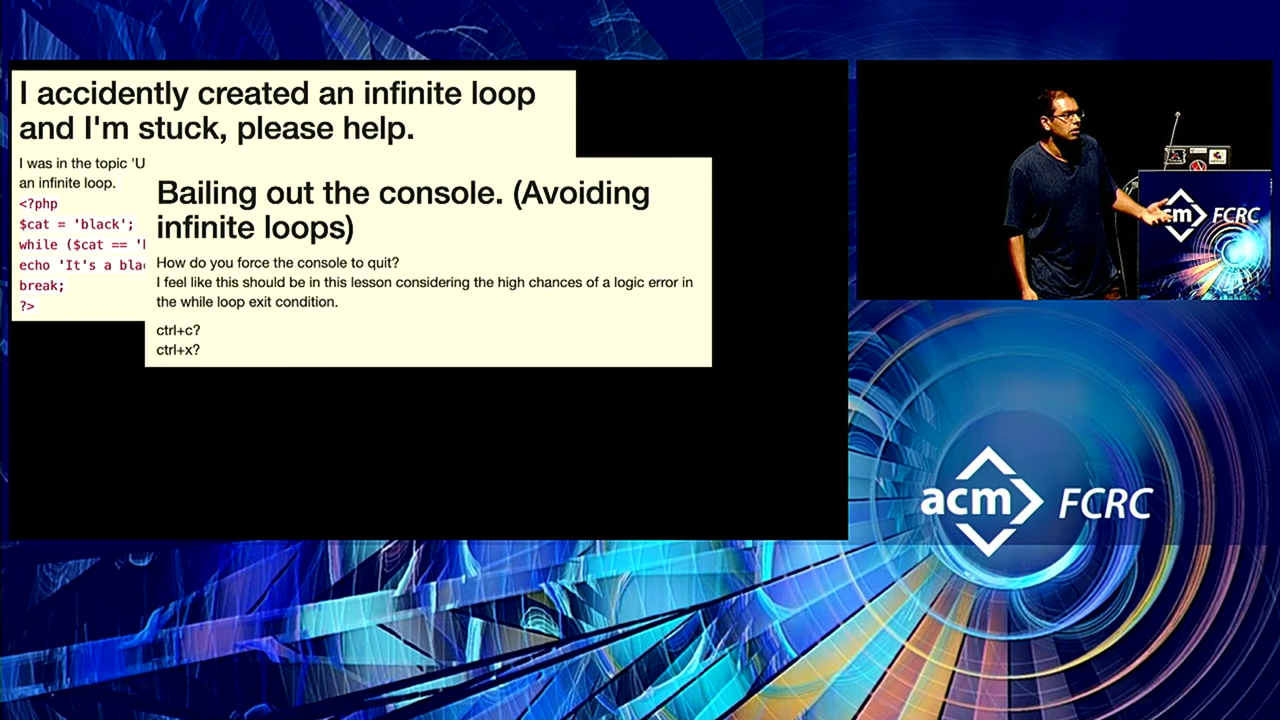 I accidently created an infinite loop
and I'm stuck, please help.
I was in the topic 'U
an infinite loop.
<?php
$cat = 'black';
while ($cat == '
echo 'It's a bla
break;
?>
Bailing out the console. (Avoiding
infinite loops)
How do you force the console to quit?
I feel like this should be in this lesson considering the high chances of a logic error in
the while loop exit condition.
ctrl+c?
ctrl+x?
cm FCRC
acm FCRC